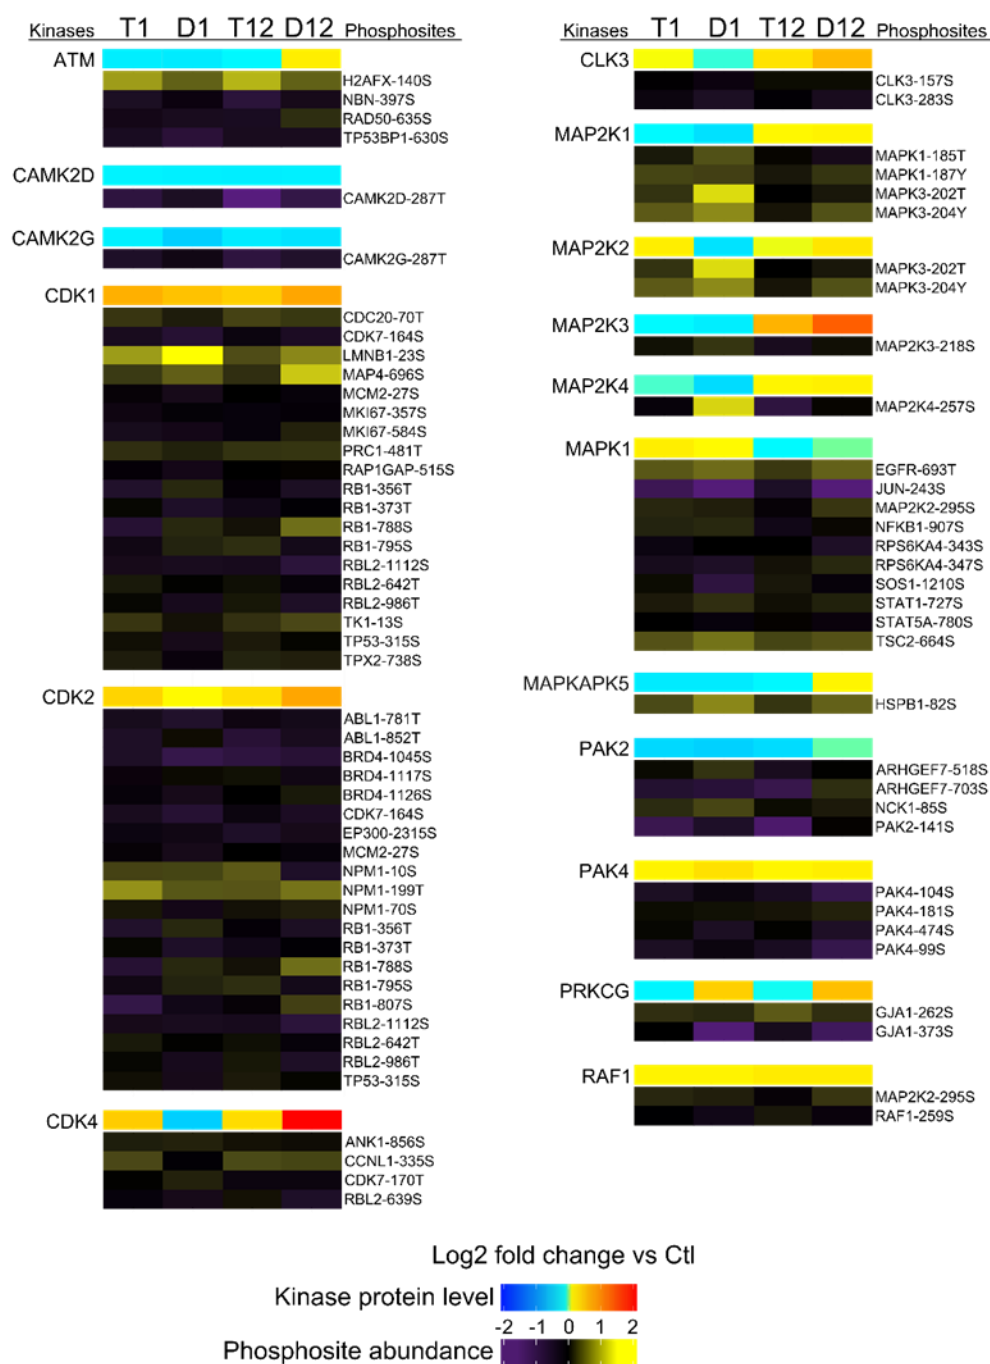 Kinases T1 D1 T12 D12 Phosphosites
ATM
H2AFX-140S
NBN-397S
RAD50-635S
TP53BP1-630S
CAMK2D
CAMK2D-287T
CAMK2G
CAMK2G-287T
CDK1
CDC20-70T
CDK7-164S
LMNB1-23S
MAP4-696S
MCM2-27S
MKI67-357S
MKI67-584S
PRC1-481T
RAP1GAP-515S
RB1-356T
RB1-373T
RB1-788S
RB1-795S
RBL2-1112S
RBL2-642T
RBL2-986T
TK1-13S
TP53-315S
TPX2-738S
CDK2
ABL1-781T
ABL1-852T
BRD4-1045S
BRD4-1117S
BRD4-1126S
CDK7-164S
EP300-2315S
MCM2-27S
NPM1-10S
NPM1-199T
NPM1-70S
RB1-356T
RB1-373T
RB1-788S
RB1-795S
RB1-807S
RBL2-1112S
RBL2-642T
RBL2-986T
TP53-315S
CDK4
ANK1-856S
CCNL1-335S
CDK7-170T
RBL2-639S
Kinases T1 D1 T12 D12 Phosphosites
CLK3
CLK3-157S
CLK3-283S
MAP2K1
MAPK1-185T
MAPK1-187Y
MAPK3-202T
MAPK3-204Y
MAP2K2
MAPK3-202T
MAPK3-204Y
MAP2K3
MAP2K3-218S
MAP2K4
MAP2K4-257S
MAPK1
EGFR-693T
JUN-243S
MAP2K2-295S
NFKB1-907S
RPS6KA4-343S
RPS6KA4-347S
SOS1-1210S
STAT1-727S
STAT5A-780S
TSC2-664S
MAPKAPK5
HSPB1-82S
PAK2
ARHGEF7-518S
ARHGEF7-703S
NCK1-85S
PAK2-141S
PAK4
PAK4-104S
PAK4-181S
PAK4-474S
PAK4-99S
PRKCG
GJA1-262S
GJA1-373S
RAF1
MAP2K2-295S
RAF1-259S
Log2 fold change vs Ctl
Kinase protein level
-2 -1 0 1 2
Phosphosite abundance